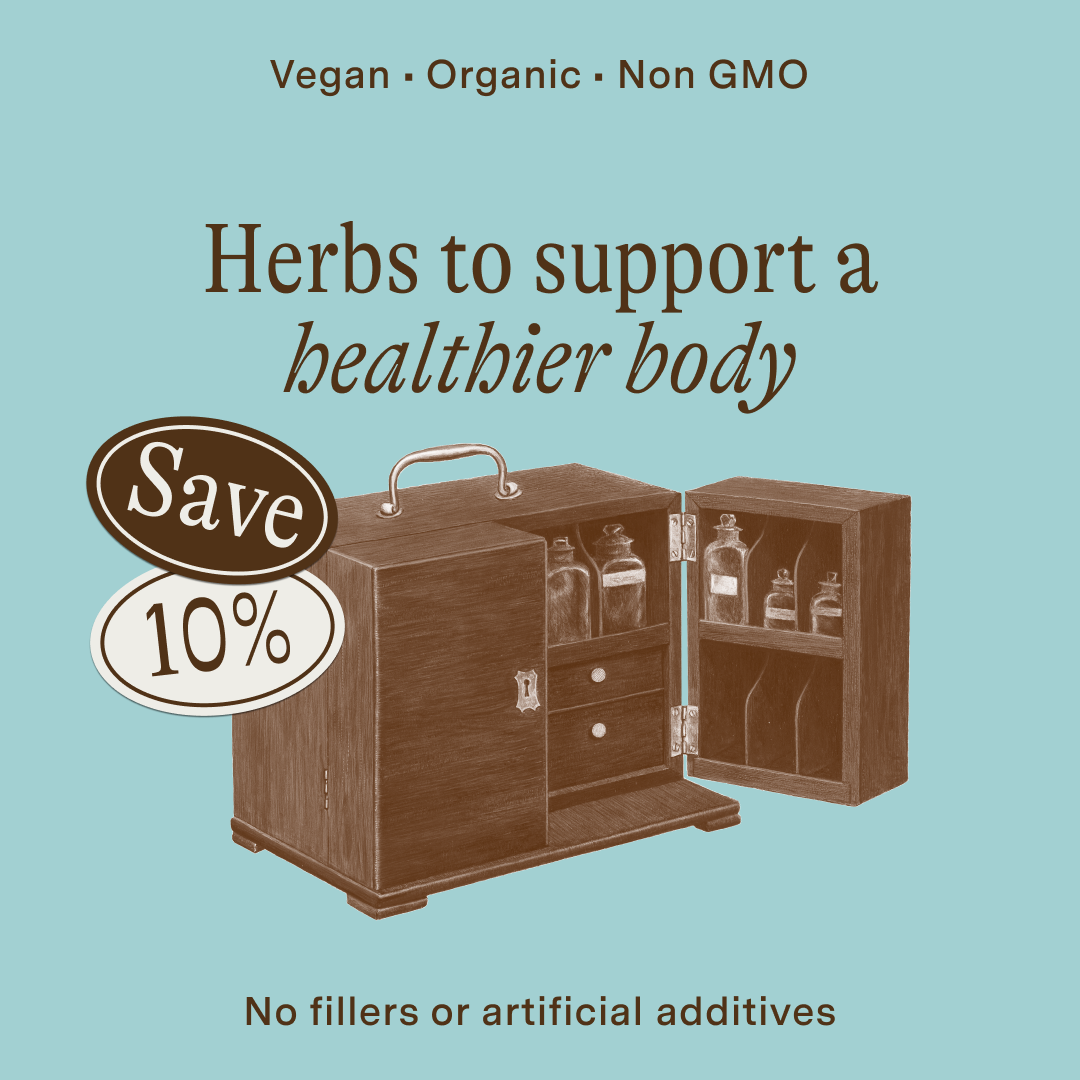 Vegan · Organic · Non GMO
Herbs to support a
healthier body
Save
10%
No fillers or artificial additives